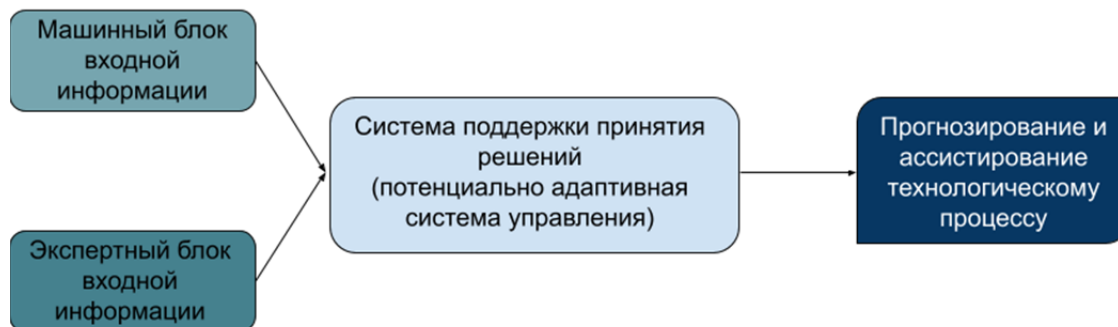 Машинный блок
входной
информации
Экспертный блок
входной
информации
Система поддержки принятия
решений
(потенциально адаптивная
система управления)
Прогнозирование и
ассистирование
технологическому
процессу